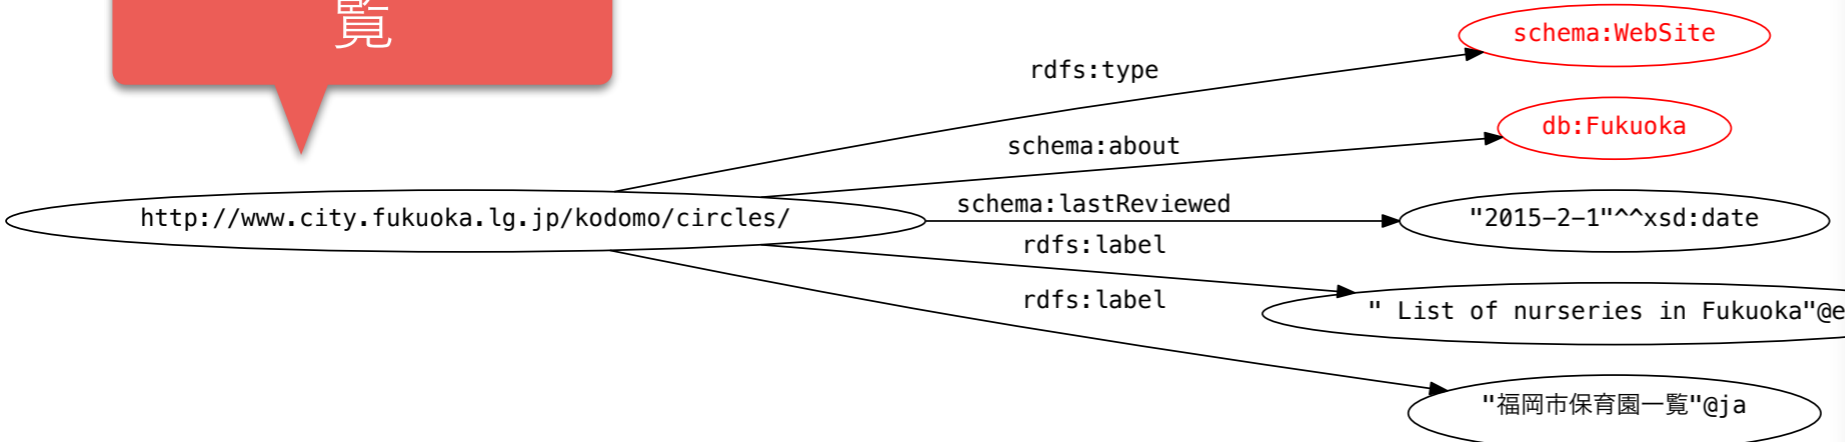 覧
schema:WebSite
rdfs:type
db:Fukuoka
schema:about
schema:lastReviewed
http://www.city.fukuoka.lg.jp/kodomo/circles/
"2015-2-1"^^xsd:date
rdfs:label
" List of nurseries in Fukuoka"@e
rdfs:label
"福岡市保育園一覧"@ja